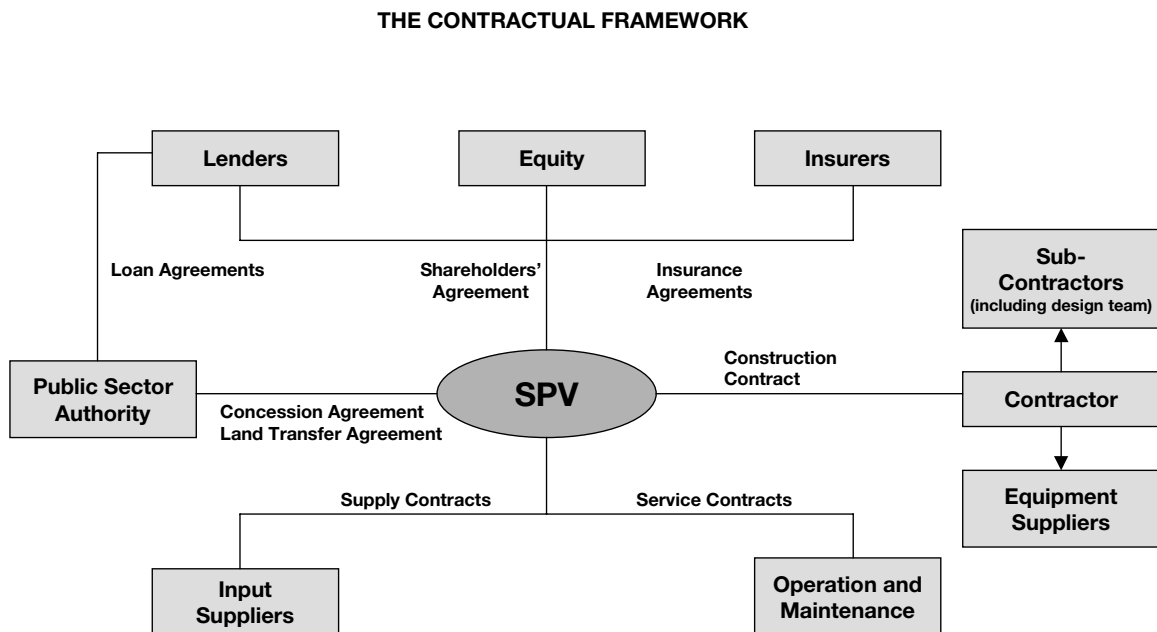 THE CONTRACTUAL FRAMEWORK
Lenders
Equity
Insurers
Loan Agreements
Shareholders’
Agreement
Insurance
Agreements
Sub-
Contractors
(including design team)
Public Sector
Authority
Concession Agreement
Land Transfer Agreement
SPV
Construction
Contract
Contractor
Equipment
Suppliers
Supply Contracts
Service Contracts
Input
Suppliers
Operation and
Maintenance